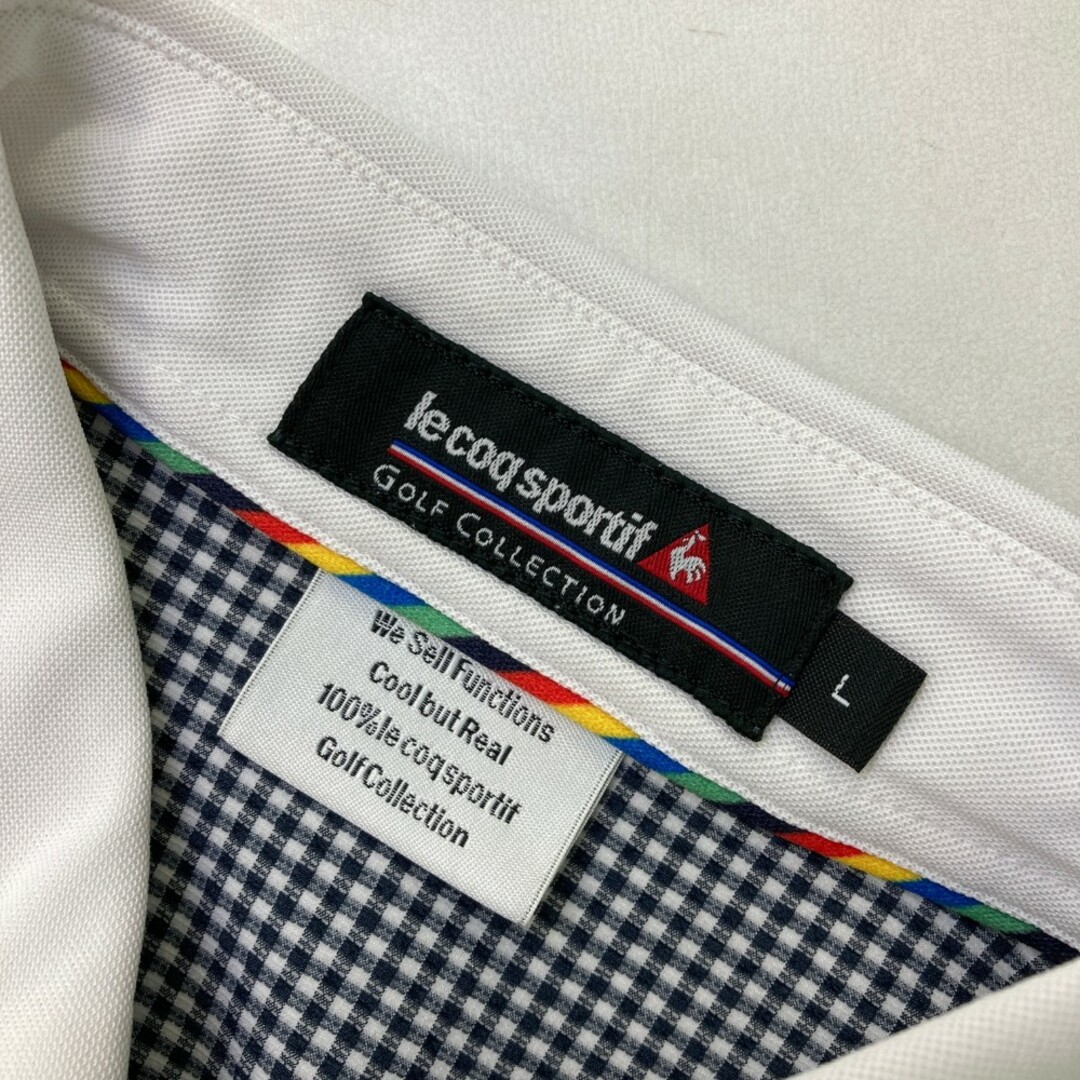 le coq sportif
GOLF COLLECTION
L
We Sell Functions
Cool but Real
100% le coq sportif
Golf Collection